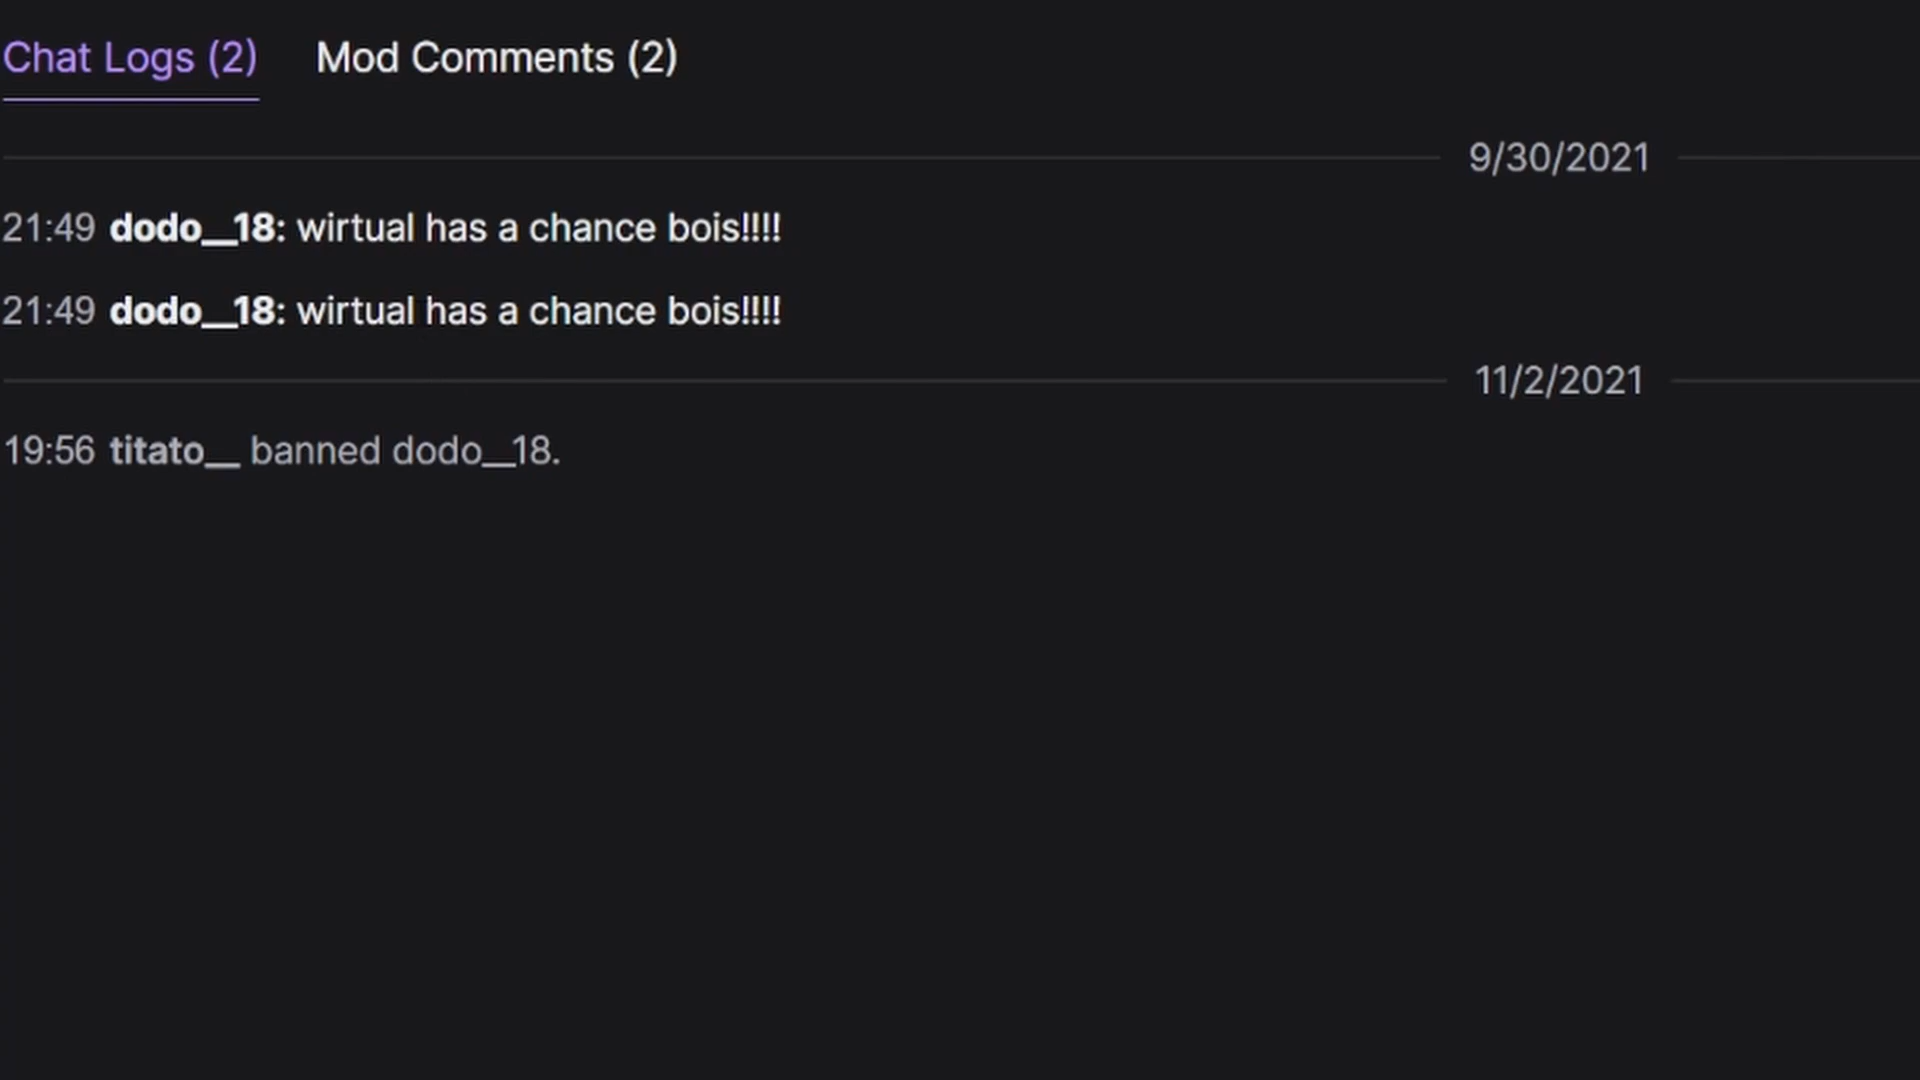 Chat Logs (2) Mod Comments (2)
9/30/2021
21:49 dodo__18: wirtual has a chance bois!!!!
21:49 dodo__18: wirtual has a chance bois!!!!
11/2/2021
19:56 titato__ banned dodo__18.